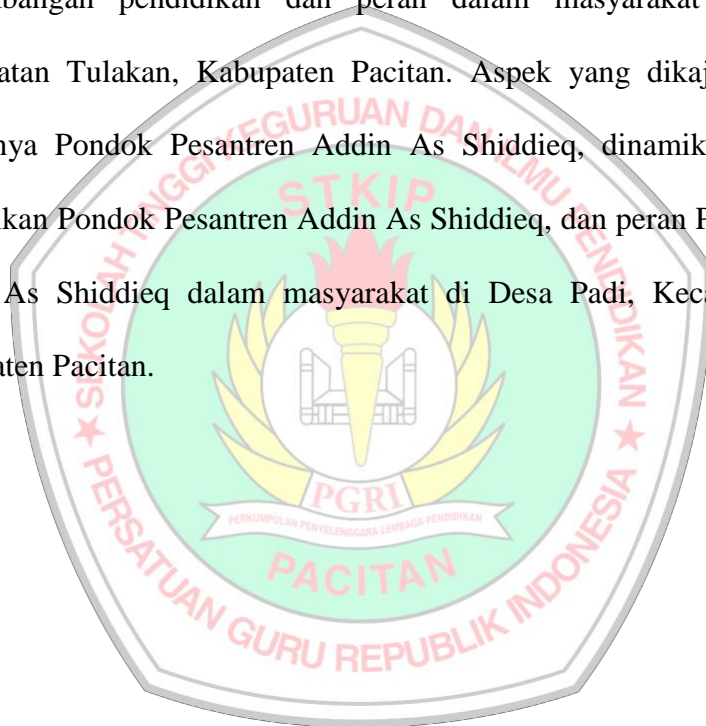 mbangan pendidikan dan peran dalam masyarakat
atan Tulakan, Kabupaten Pacitan. Aspek yang dikaj
nya Pondok Pesantren Addin As Shiddieq, dinamik
ikan Pondok Pesantren Addin As Shiddieq, dan peran P
As Shiddieq dalam masyarakat di Desa Padi, Keca
aten Pacitan.
SEKOLAH TINGGI KEGURUAN DAN ILMU PENDIDIKAN
STKIP
PGRI
PERKUMPULAN PENYELENGGARA LEMBAGA PENDIDIKAN
PACITAN
PERSATUAN GURU REPUBLIK INDONESIA